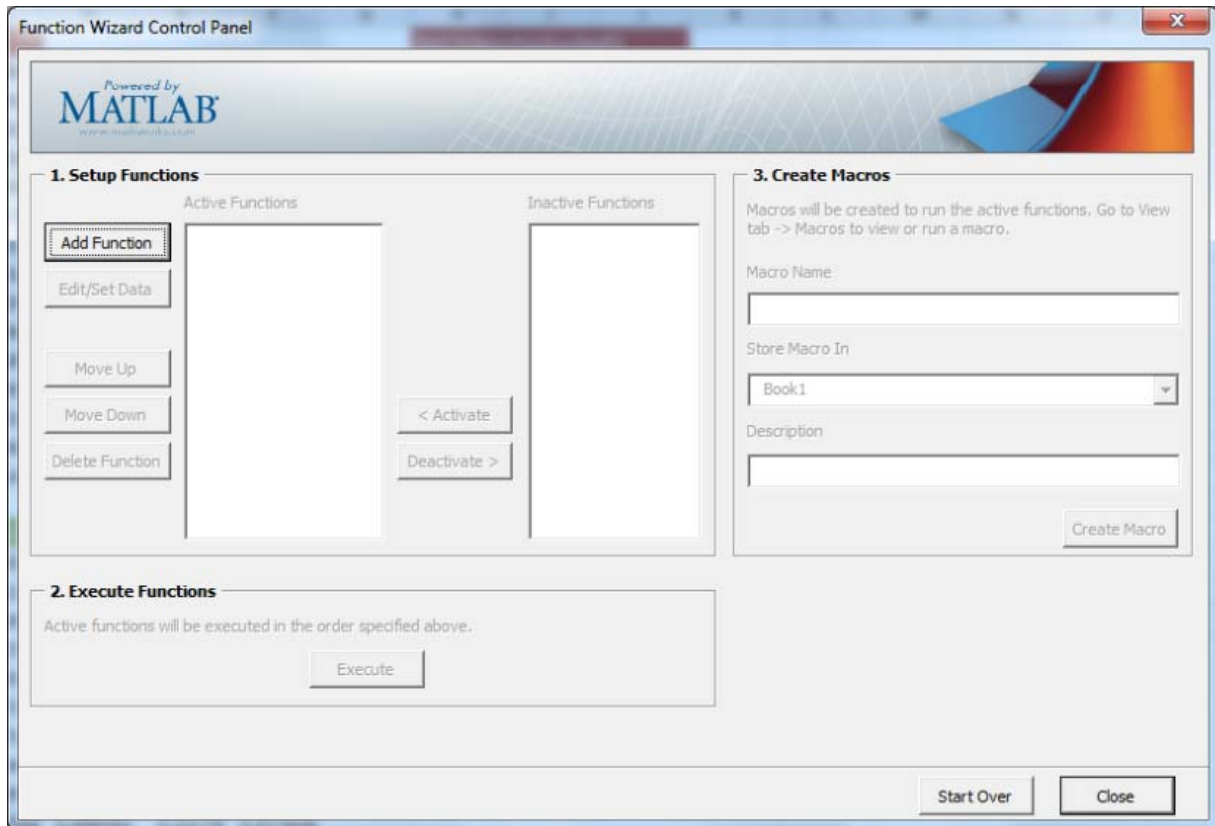 Function Wizard Control Panel
Powered by
MATLAB
www.mathworks.com
1. Setup Functions
Active Functions
Inactive Functions
Add Function
Edit/Set Data
Move Up
Move Down
Delete Function
< Activate
Deactivate >
3. Create Macros
Macros will be created to run the active functions. Go to View
tab -> Macros to view or run a macro.
Macro Name
Store Macro In
Book1
Description
Create Macro
2. Execute Functions
Active functions will be executed in the order specified above.
Execute
Start Over
Close